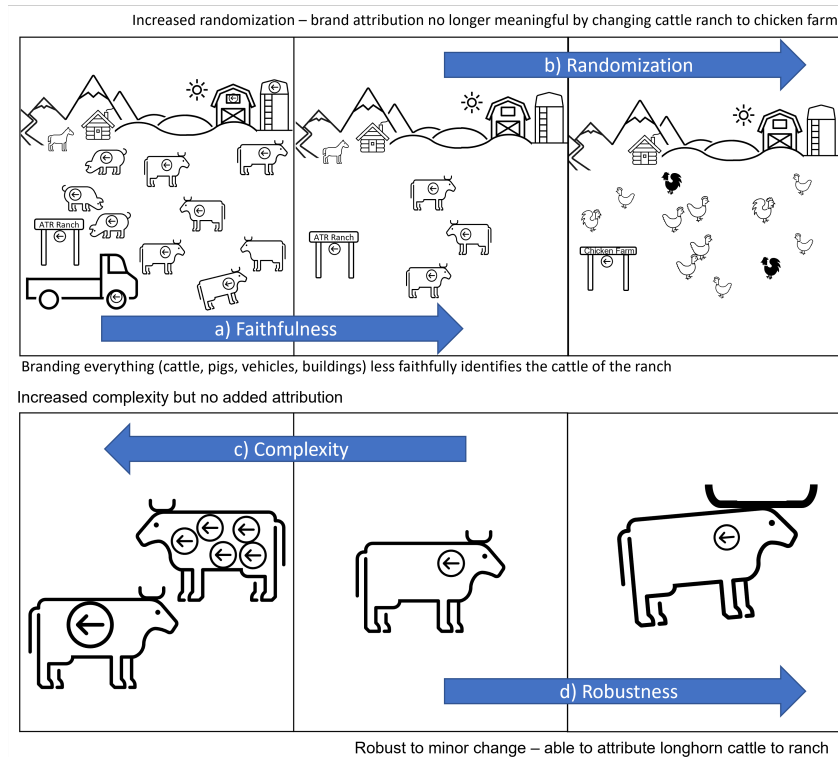 Increased randomization – brand attribution no longer meaningful by changing cattle ranch to chicken farm
b) Randomization
ATR Ranch
ATR Ranch
Chicken Farm
a) Faithfulness
Branding everything (cattle, pigs, vehicles, buildings) less faithfully identifies the cattle of the ranch
Increased complexity but no added attribution
c) Complexity
d) Robustness
Robust to minor change – able to attribute longhorn cattle to ranch